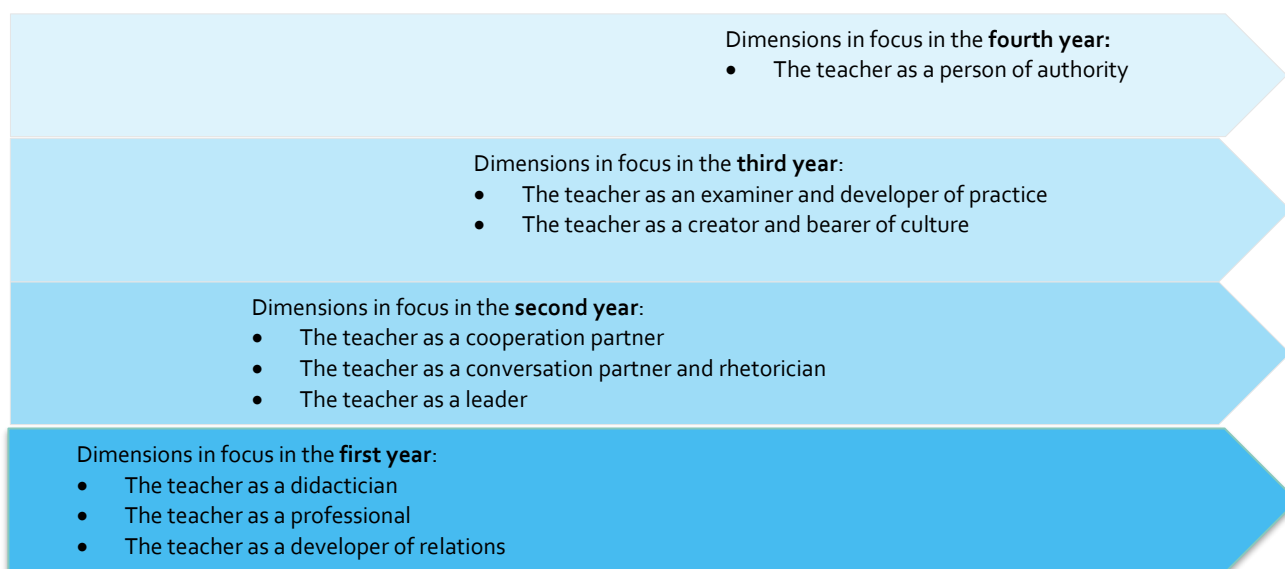 Dimensions in focus in the fourth year:
• The teacher as a person of authority
Dimensions in focus in the third year:
• The teacher as an examiner and developer of practice
• The teacher as a creator and bearer of culture
Dimensions in focus in the second year:
• The teacher as a cooperation partner
• The teacher as a conversation partner and rhetorician
• The teacher as a leader
Dimensions in focus in the first year:
• The teacher as a didactician
• The teacher as a professional
• The teacher as a developer of relations